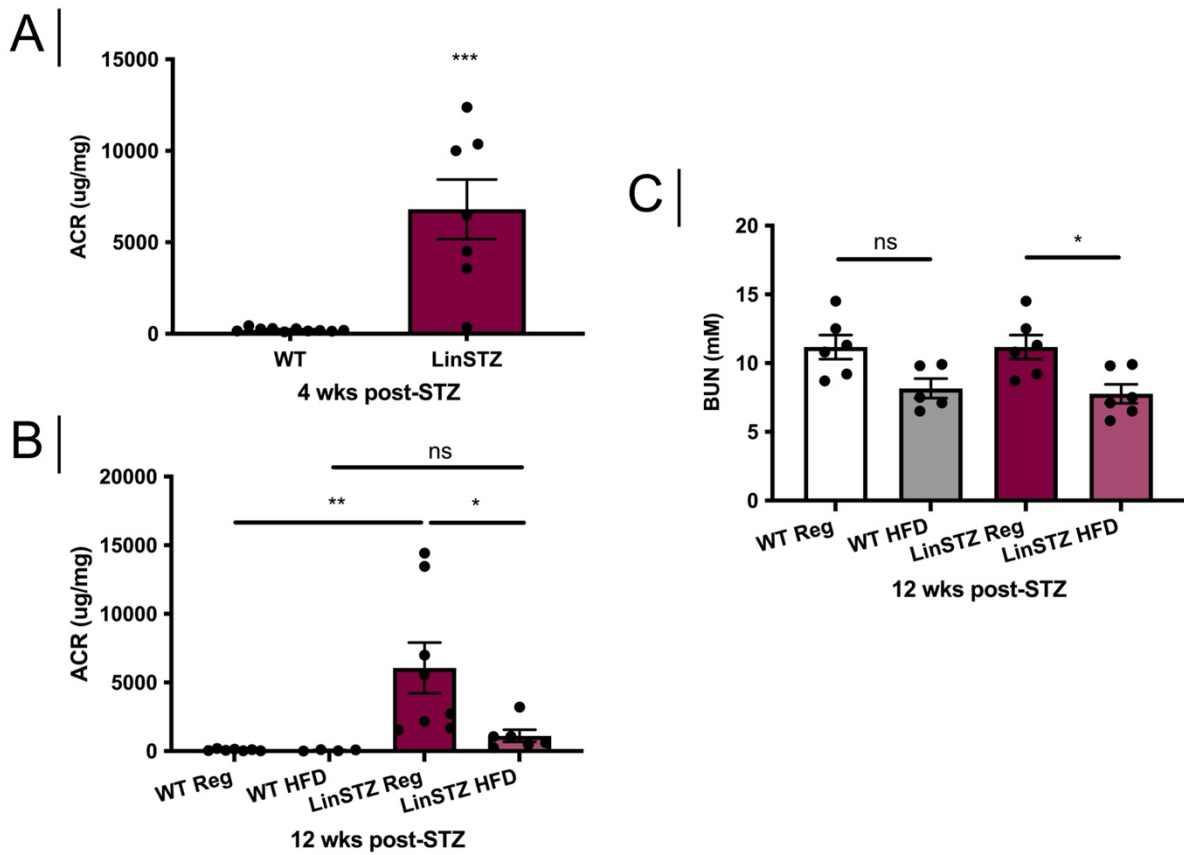 A
15000
10000
5000
0
ACR (ug/mg)
***
WT
LinSTZ
4 wks post-STZ
B
20000
15000
10000
5000
0
ACR (ug/mg)
ns
**
*
WT Reg
WT HFD
LinSTZ Reg
LinSTZ HFD
12 wks post-STZ
C
20
15
10
5
0
BUN (mM)
ns
*
WT Reg
WT HFD
LinSTZ Reg
LinSTZ HFD
12 wks post-STZ